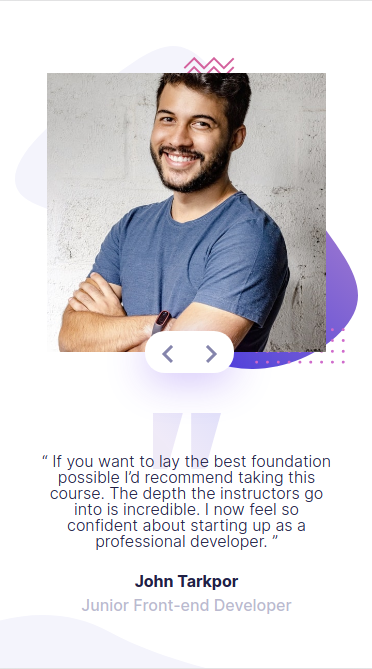 “ If you want to lay the best foundation
possible I’d recommend taking this
course. The depth the instructors go
into is incredible. I now feel so
confident about starting up as a
professional developer. ”
John Tarkpor
Junior Front-end Developer